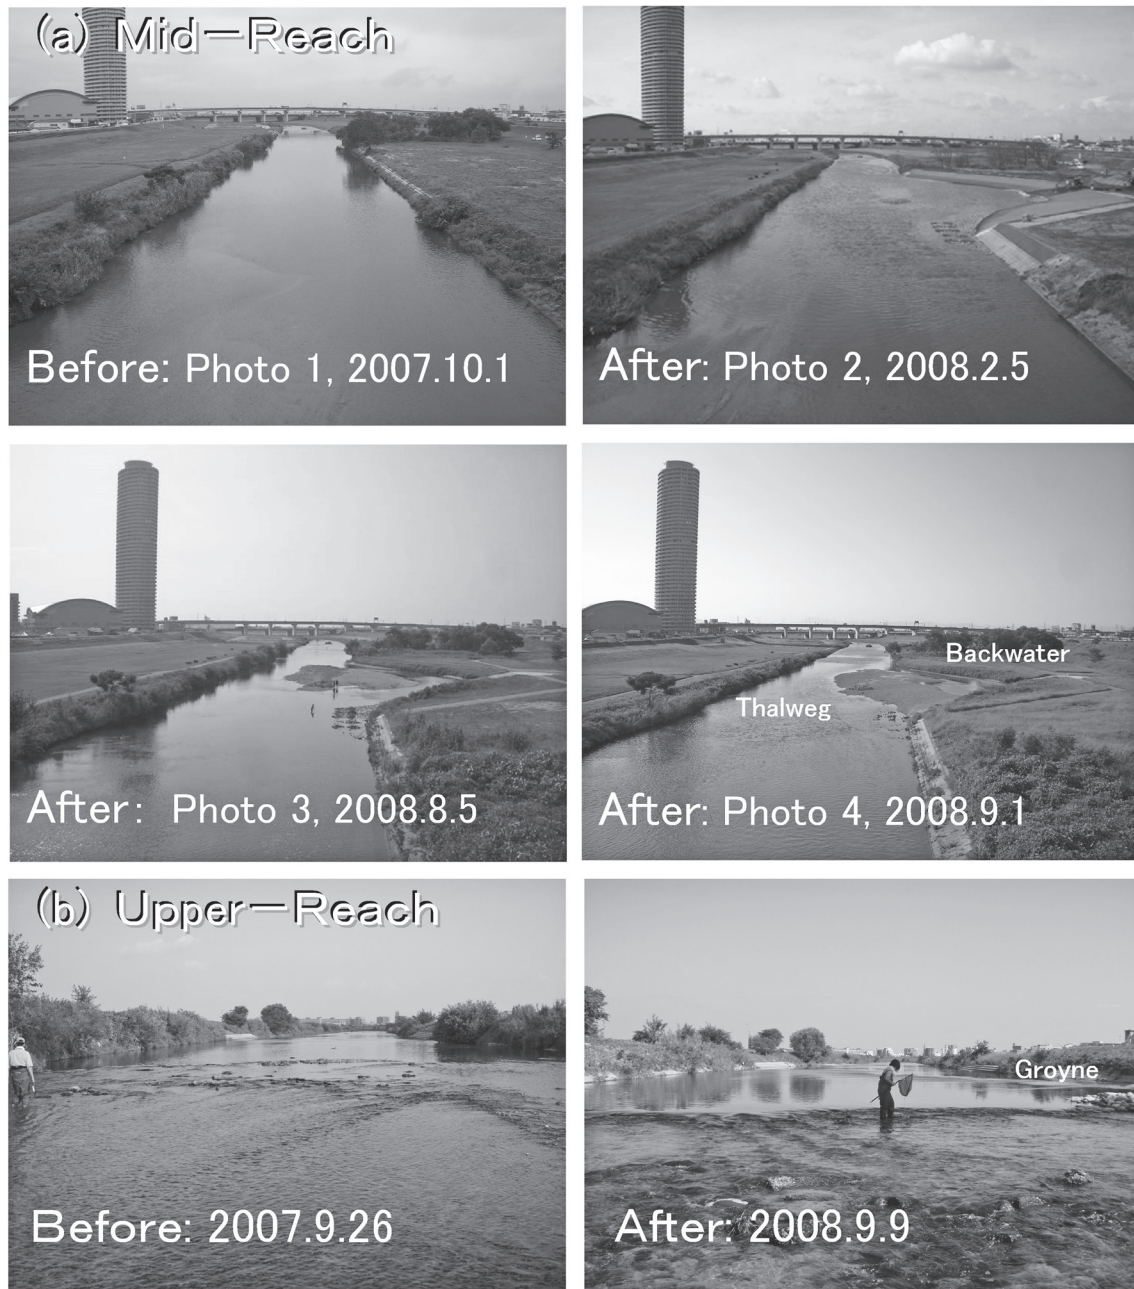 (a) Mid－Reach
Before: Photo 1, 2007.10.1
After: Photo 2, 2008.2.5
After: Photo 3, 2008.8.5
Backwater
Thalweg
After: Photo 4, 2008.9.1
(b) Upper－Reach
Before: 2007.9.26
Groyne
After: 2008.9.9